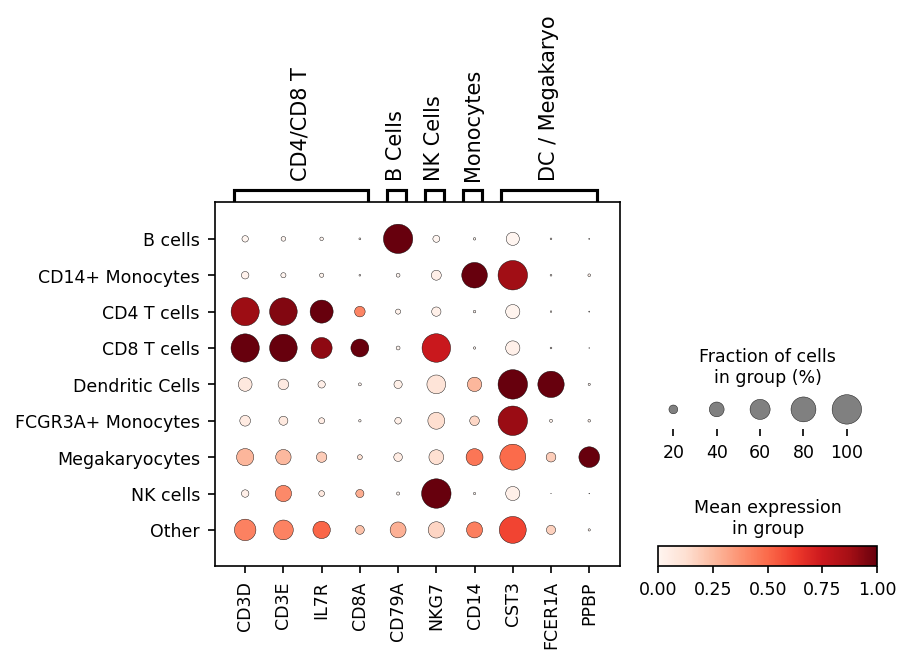 CD4/CD8 T
B Cells
NK Cells
Monocytes
DC / Megakaryo
B cells
CD14+ Monocytes
CD4 T cells
CD8 T cells
Dendritic Cells
FCGR3A+ Monocytes
Megakaryocytes
NK cells
Other
CD3D
CD3E
IL7R
CD8A
CD79A
NKG7
CD14
CST3
FCER1A
PPBP
Fraction of cells
in group (%)
20 40 60 80 100
Mean expression
in group
0.00 0.25 0.50 0.75 1.00